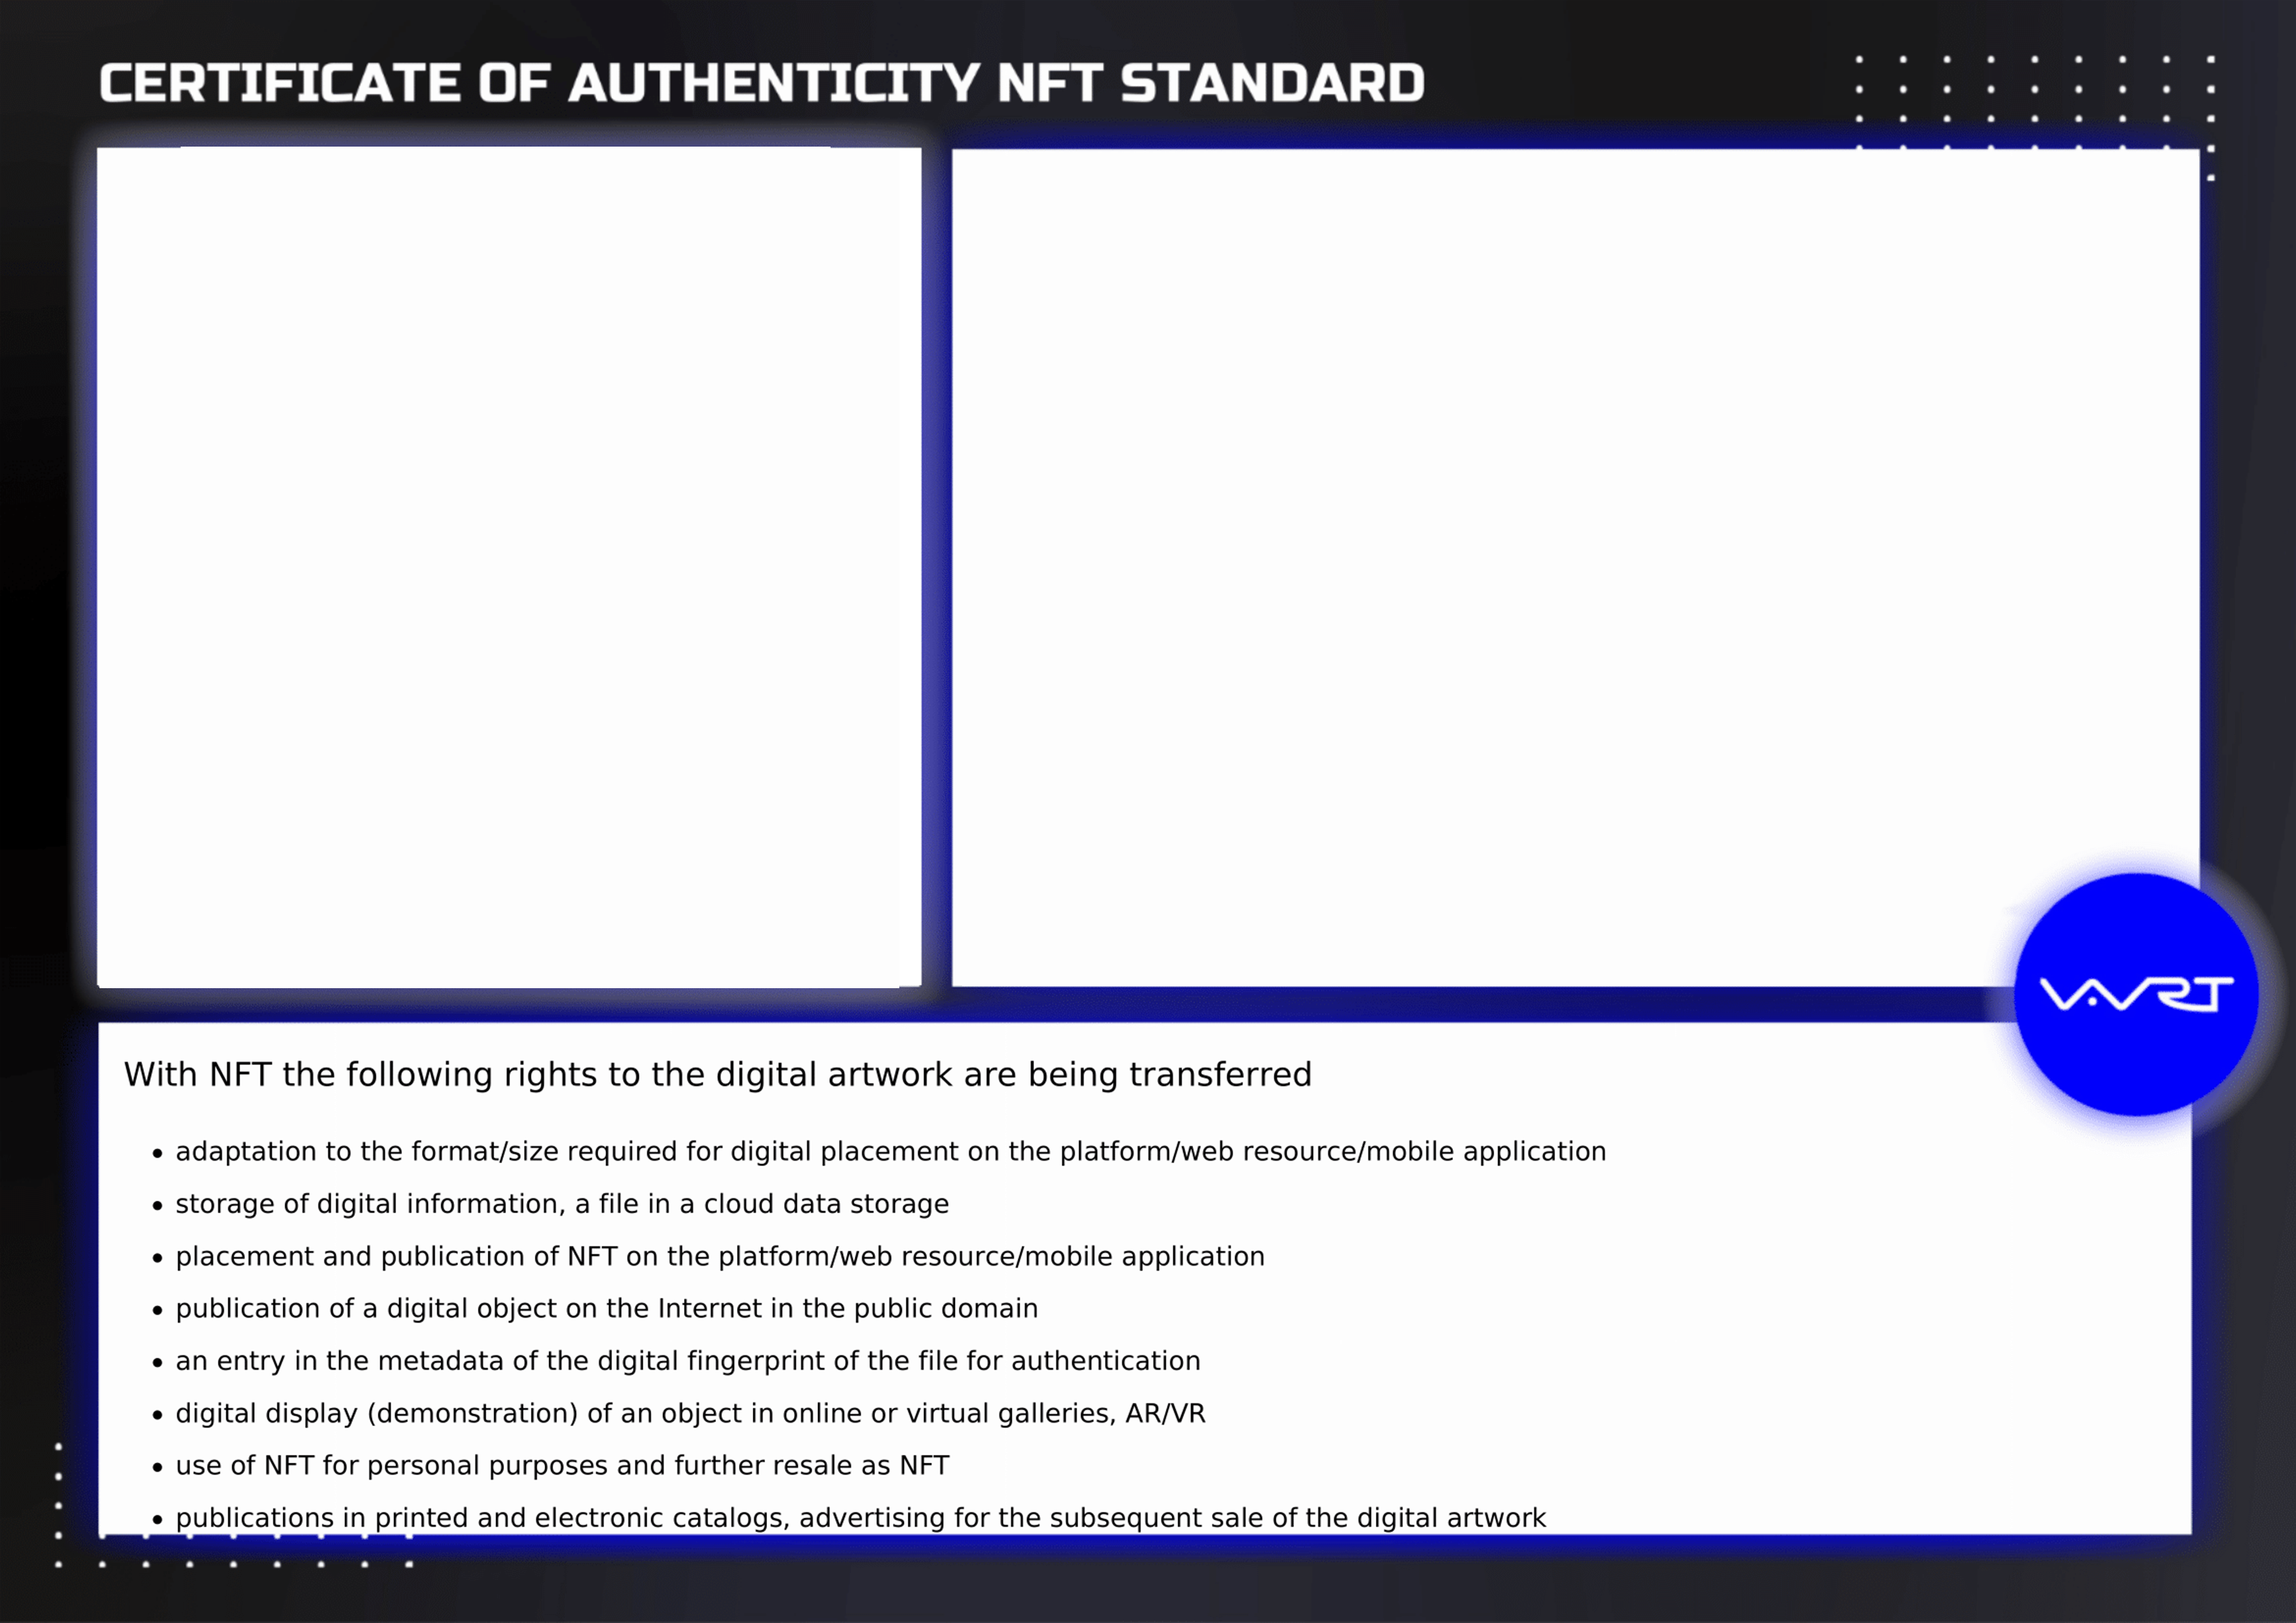 CERTIFICATE OF AUTHENTICITY NFT STANDARD
With NFT the following rights to the digital artwork are being transferred
• adaptation to the format/size required for digital placement on the platform/web resource/mobile application
• storage of digital information, a file in a cloud data storage
• placement and publication of NFT on the platform/web resource/mobile application
• publication of a digital object on the Internet in the public domain
• an entry in the metadata of the digital fingerprint of the file for authentication
• digital display (demonstration) of an object in online or virtual galleries, AR/VR
• use of NFT for personal purposes and further resale as NFT
• publications in printed and electronic catalogs, advertising for the subsequent sale of the digital artwork